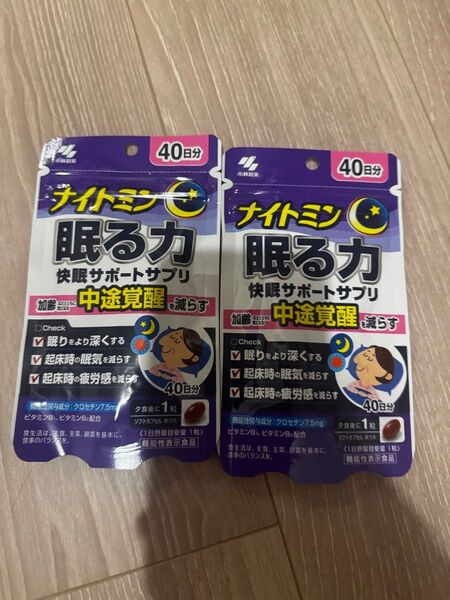 小林製薬
40日分
ナイトミン
眠る力
快眠サポートサプリ
加齢
中途覚醒を減らす
Check
眠りをより深くする
起床時の眠気を減らす
起床時の疲労感を減らす
40日分
機能性関与成分:クロセチン7.5mg
ビタミンB₁、ビタミンB₆配合
夕食後に1粒
ソフトカプセル
食生活は、主食、主菜、副菜を基本に、
食事のバランスを。
<1日摂取目安量 1粒>
機能性表示食品
小林製薬
40日分
ナイトミン
眠る力
快眠サポートサプリ
加齢
中途覚醒を減らす
Check
眠りをより深くする
起床時の眠気を減らす
起床時の疲労感を減らす
40日分
機能性関与成分:クロセチン7.5mg
ビタミンB₁、ビタミンB₆配合
夕食後に1粒
ソフトカプセル
食生活は、主食、主菜、副菜を基本に、
食事のバランスを。
<1日摂取目安量 1粒>
機能性表示食品